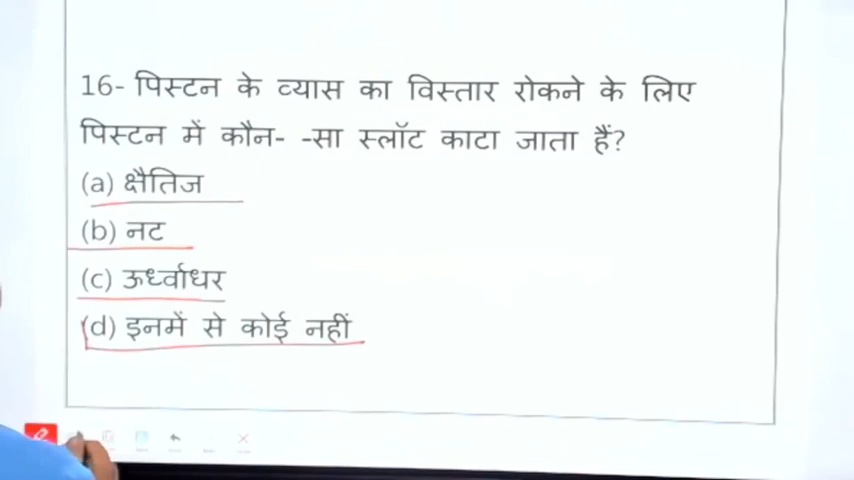 16- पिस्टन के व्यास का विस्तार रोकने के लिए
पिस्टन में कौन- -सा स्लॉट काटा जाता हैं?
(a) क्षैतिज
(b) नट
(c) ऊर्ध्वाधर
(d) इनमें से कोई नहीं